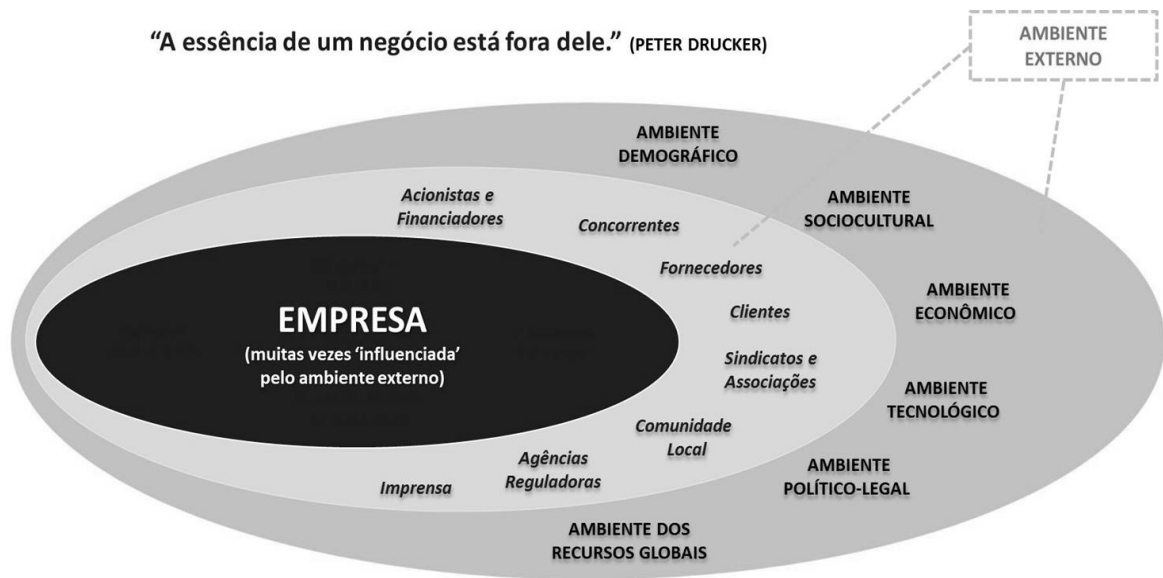 “A essência de um negócio está fora dele.” (PETER DRUCKER)
AMBIENTE
EXTERNO
AMBIENTE
DEMOGRÁFICO
AMBIENTE
SOCIOCULTURAL
AMBIENTE
ECONÔMICO
AMBIENTE
TECNOLÓGICO
AMBIENTE
POLÍTICO-LEGAL
AMBIENTE DOS
RECURSOS GLOBAIS
Acionistas e
Financiadores
Concorrentes
Fornecedores
Clientes
Sindicatos e
Associações
Comunidade
Local
Agências
Reguladoras
Imprensa
EMPRESA
(muitas vezes ‘influenciada’
pelo ambiente externo)